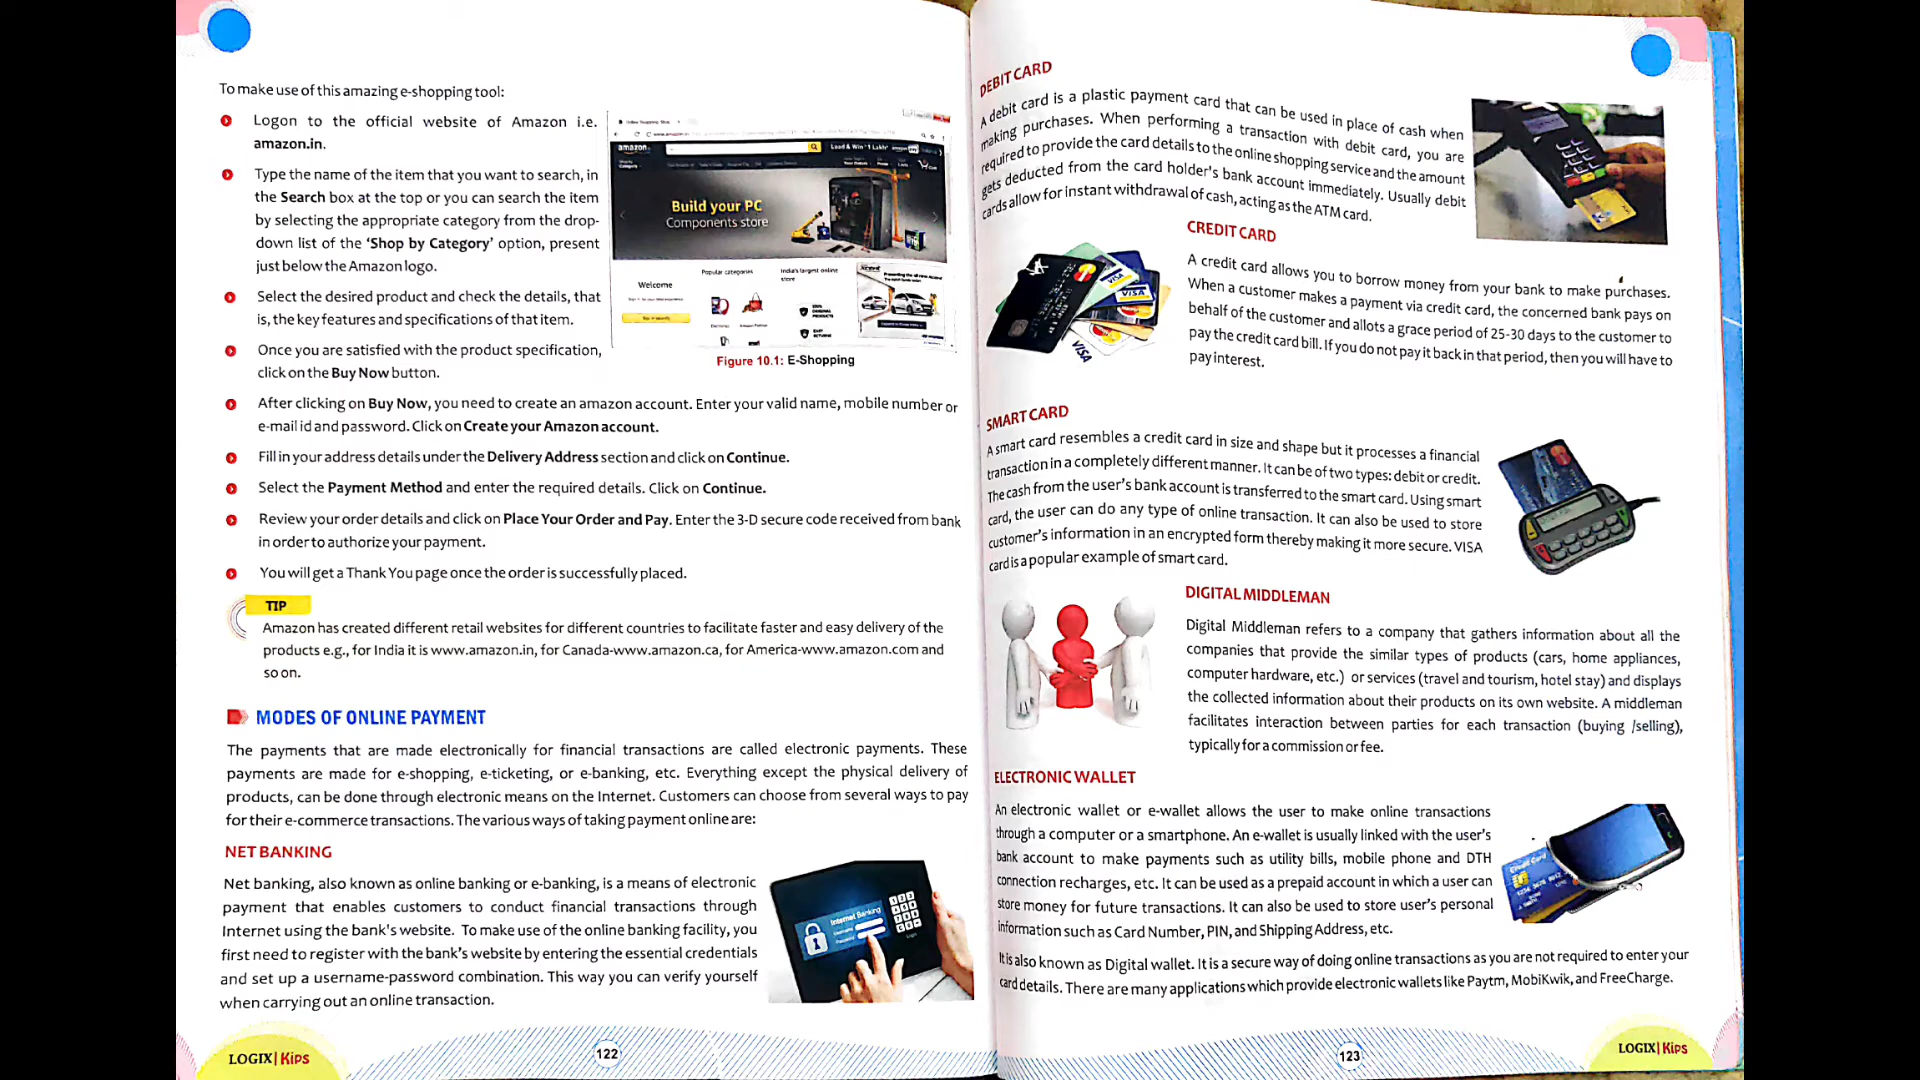 To make use of this amazing e-shopping tool:
Logon to the official website of Amazon i.e.
amazon.in.
Type the name of the item that you want to search, in
the Search box at the top or you can search the item
by selecting the appropriate category from the drop-
down list of the ‘Shop by Category’ option, present
just below the Amazon logo.
Select the desired product and check the details, that
is, the key features and specifications of that item.
Once you are satisfied with the product specification,
click on the Buy Now button.
amazon.in
Build your PC
Components store
Welcome
Popular categories
India's largest online
store
Figure 10.1: E-Shopping
After clicking on Buy Now, you need to create an amazon account. Enter your valid name, mobile number or
e-mail id and password. Click on Create your Amazon account.
Fill in your address details under the Delivery Address section and click on Continue.
Select the Payment Method and enter the required details. Click on Continue.
Review your order details and click on Place Your Order and Pay. Enter the 3-D secure code received from bank
in order to authorize your payment.
You will get a Thank You page once the order is successfully placed.
TIP
Amazon has created different retail websites for different countries to facilitate faster and easy delivery of the
products e.g., for India it is www.amazon.in, for Canada-www.amazon.ca, for America-www.amazon.com and
so on.
MODES OF ONLINE PAYMENT
The payments that are made electronically for financial transactions are called electronic payments. These
payments are made for e-shopping, e-ticketing, or e-banking, etc. Everything except the physical delivery of
products, can be done through electronic means on the Internet. Customers can choose from several ways to pay
for their e-commerce transactions. The various ways of taking payment online are:
NET BANKING
Net banking, also known as online banking or e-banking, is a means of electronic
payment that enables customers to conduct financial transactions through
Internet using the bank's website. To make use of the online banking facility, you
first need to register with the bank's website by entering the essential credentials
and set up a username-password combination. This way you can verify yourself
when carrying out an online transaction.
Internet Banking
LOGIX|Kips
122
DEBIT CARD
A debit card is a plastic payment card that can be used in place of cash when
making purchases. When performing a transaction with debit card, you are
required to provide the card details to the online shopping service and the amount
gets deducted from the card holder's bank account immediately. Usually debit
cards allow for instant withdrawal of cash, acting as the ATM card.
CREDIT CARD
A credit card allows you to borrow money from your bank to make purchases.
When a customer makes a payment via credit card, the concerned bank pays on
behalf of the customer and allots a grace period of 25-30 days to the customer to
pay the credit card bill. If you do not pay it back in that period, then you will have to
pay interest.
VISA
VISA
VISA
SMART CARD
A smart card resembles a credit card in size and shape but it processes a financial
transaction in a completely different manner. It can be of two types: debit or credit.
The cash from the user's bank account is transferred to the smart card. Using smart
card, the user can do any type of online transaction. It can also be used to store
customer's information in an encrypted form thereby making it more secure. VISA
card is a popular example of smart card.
DIGITAL MIDDLEMAN
Digital Middleman refers to a company that gathers information about all the
companies that provide the similar types of products (cars, home appliances,
computer hardware, etc.) or services (travel and tourism, hotel stay) and displays
the collected information about their products on its own website. A middleman
facilitates interaction between parties for each transaction (buying /selling),
typically for a commission or fee.
ELECTRONIC WALLET
An electronic wallet or e-wallet allows the user to make online transactions
through a computer or a smartphone. An e-wallet is usually linked with the user's
bank account to make payments such as utility bills, mobile phone and DTH
connection recharges, etc. It can be used as a prepaid account in which a user can
store money for future transactions. It can also be used to store user's personal
information such as Card Number, PIN, and Shipping Address, etc.
Credit Card
It is also known as Digital wallet. It is a secure way of doing online transactions as you are not required to enter your
card details. There are many applications which provide electronic wallets like Paytm, MobiKwik, and FreeCharge.
123
LOGIX|Kips